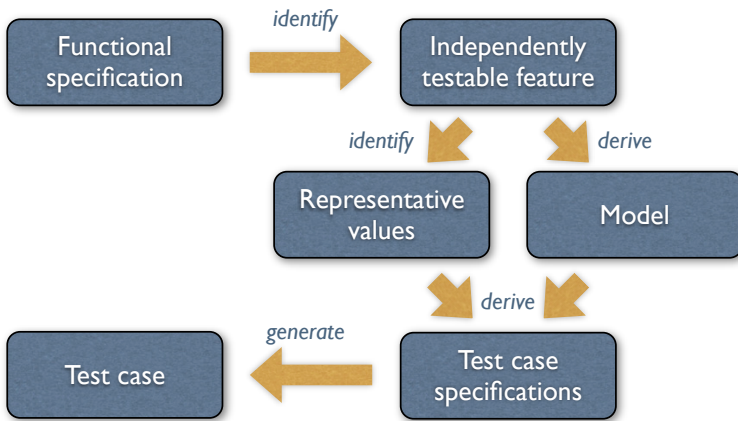 identify
Functional
specification
Independently
testable feature
identify
derive
Representative
values
Model
derive
generate
Test case
Test case
specifications